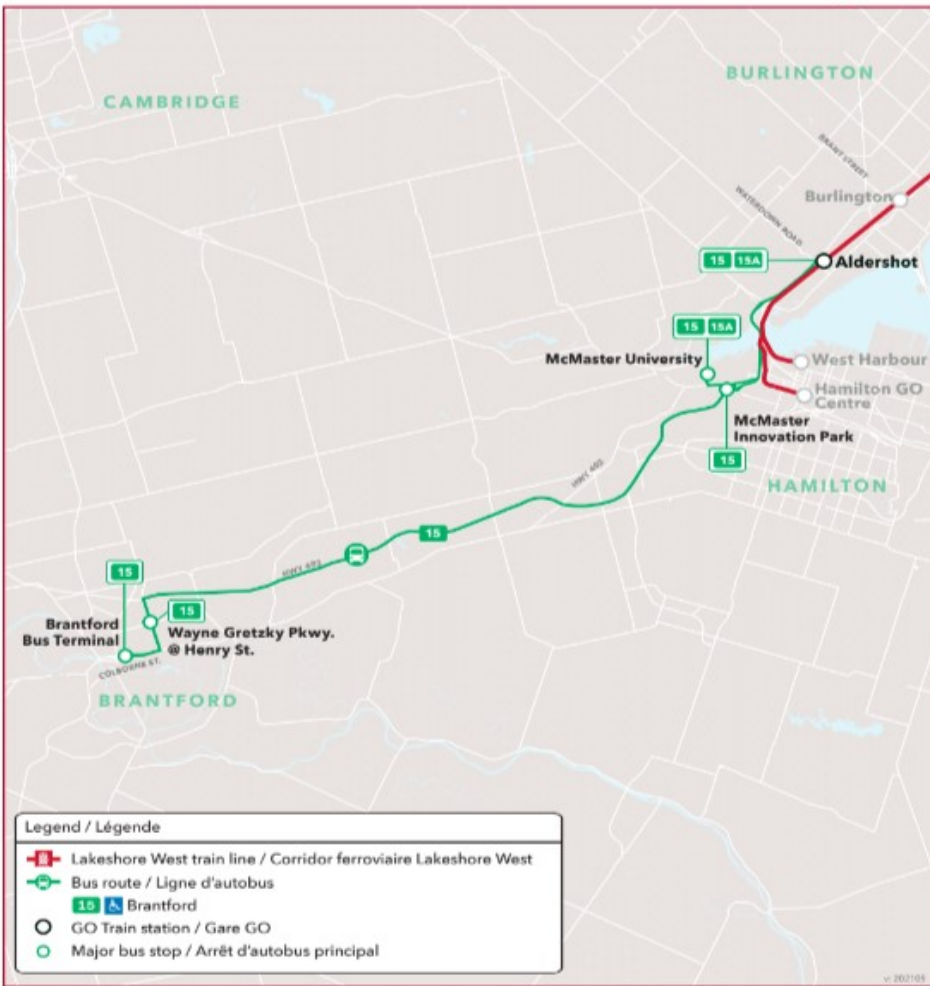 BURLINGTON
CAMBRIDGE
BRANT STREET
Burlington
WATERDOWN ROAD
15 15A
Aldershot
15 15A
McMaster University
West Harbour
Hamilton GO
Centre
McMaster
Innovation Park
15
HAMILTON
HWY 403
15
HWY 403
15
15
Brantford
Bus Terminal
Wayne Gretzky Pkwy.
@ Henry St.
COLBORNE ST.
BRANTFORD
Legend / Légende
Lakeshore West train line / Corridor ferroviaire Lakeshore West
Bus route / Ligne d'autobus
15 Brantford
GO Train station / Gare GO
Major bus stop / Arrêt d'autobus principal
v: 202105